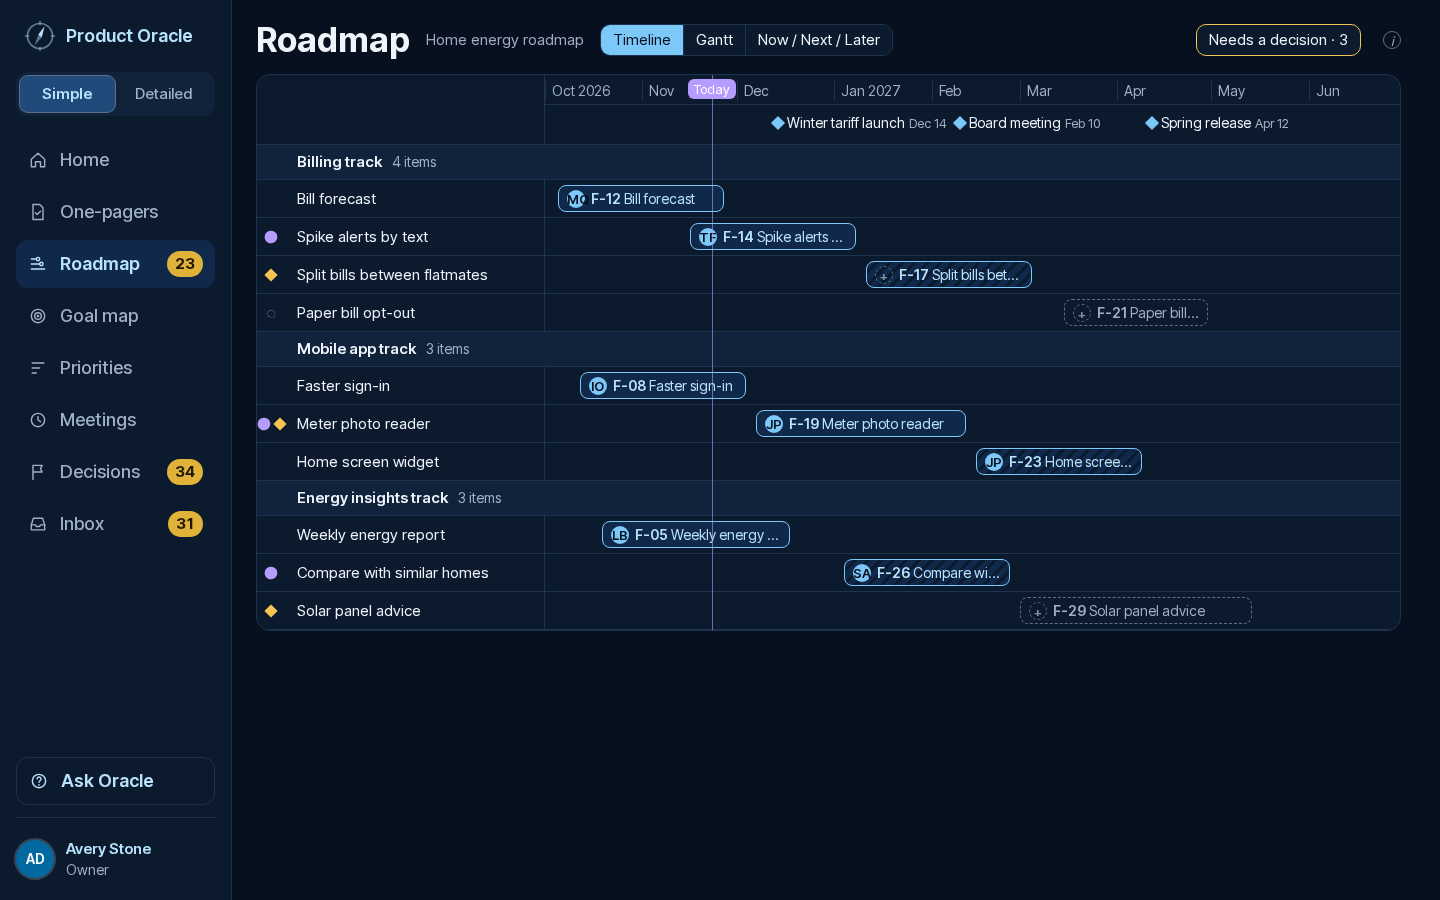 Product Oracle
Simple
Detailed
Home
One-pagers
Roadmap 23
Goal map
Priorities
Meetings
Decisions 34
Inbox 31
Ask Oracle
AD
Avery Stone
Owner
Roadmap
Home energy roadmap
Timeline
Gantt
Now / Next / Later
Needs a decision · 3
i
Oct 2026
Nov
Today
Dec
Jan 2027
Feb
Mar
Apr
May
Jun
Winter tariff launch Dec 14
Board meeting Feb 10
Spring release Apr 12
Billing track 4 items
Bill forecast
F-12 Bill forecast
Spike alerts by text
TF F-14 Spike alerts ...
Split bills between flatmates
+ F-17 Split bills bet...
Paper bill opt-out
+ F-21 Paper bill...
Mobile app track 3 items
Faster sign-in
IO F-08 Faster sign-in
Meter photo reader
JP F-19 Meter photo reader
Home screen widget
JP F-23 Home scree...
Energy insights track 3 items
Weekly energy report
LB F-05 Weekly energy ...
Compare with similar homes
SA F-26 Compare wi...
Solar panel advice
+ F-29 Solar panel advice